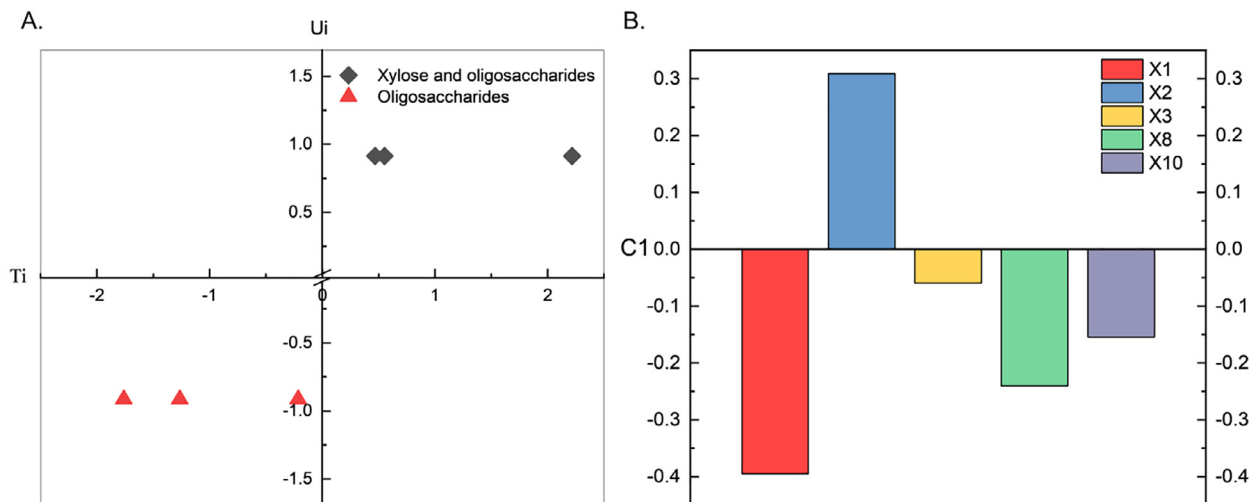 A.
Ui
1.5
Xylose and oligosaccharides
Oligosaccharides
1.0
0.5
Ti
-2
-1
0
1
2
-0.5
-1.0
-1.5
B.
0.3
0.2
0.1
C1
0.0
-0.1
-0.2
-0.3
-0.4
X1
X2
X3
X8
X10
0.3
0.2
0.1
0.0
-0.1
-0.2
-0.3
-0.4